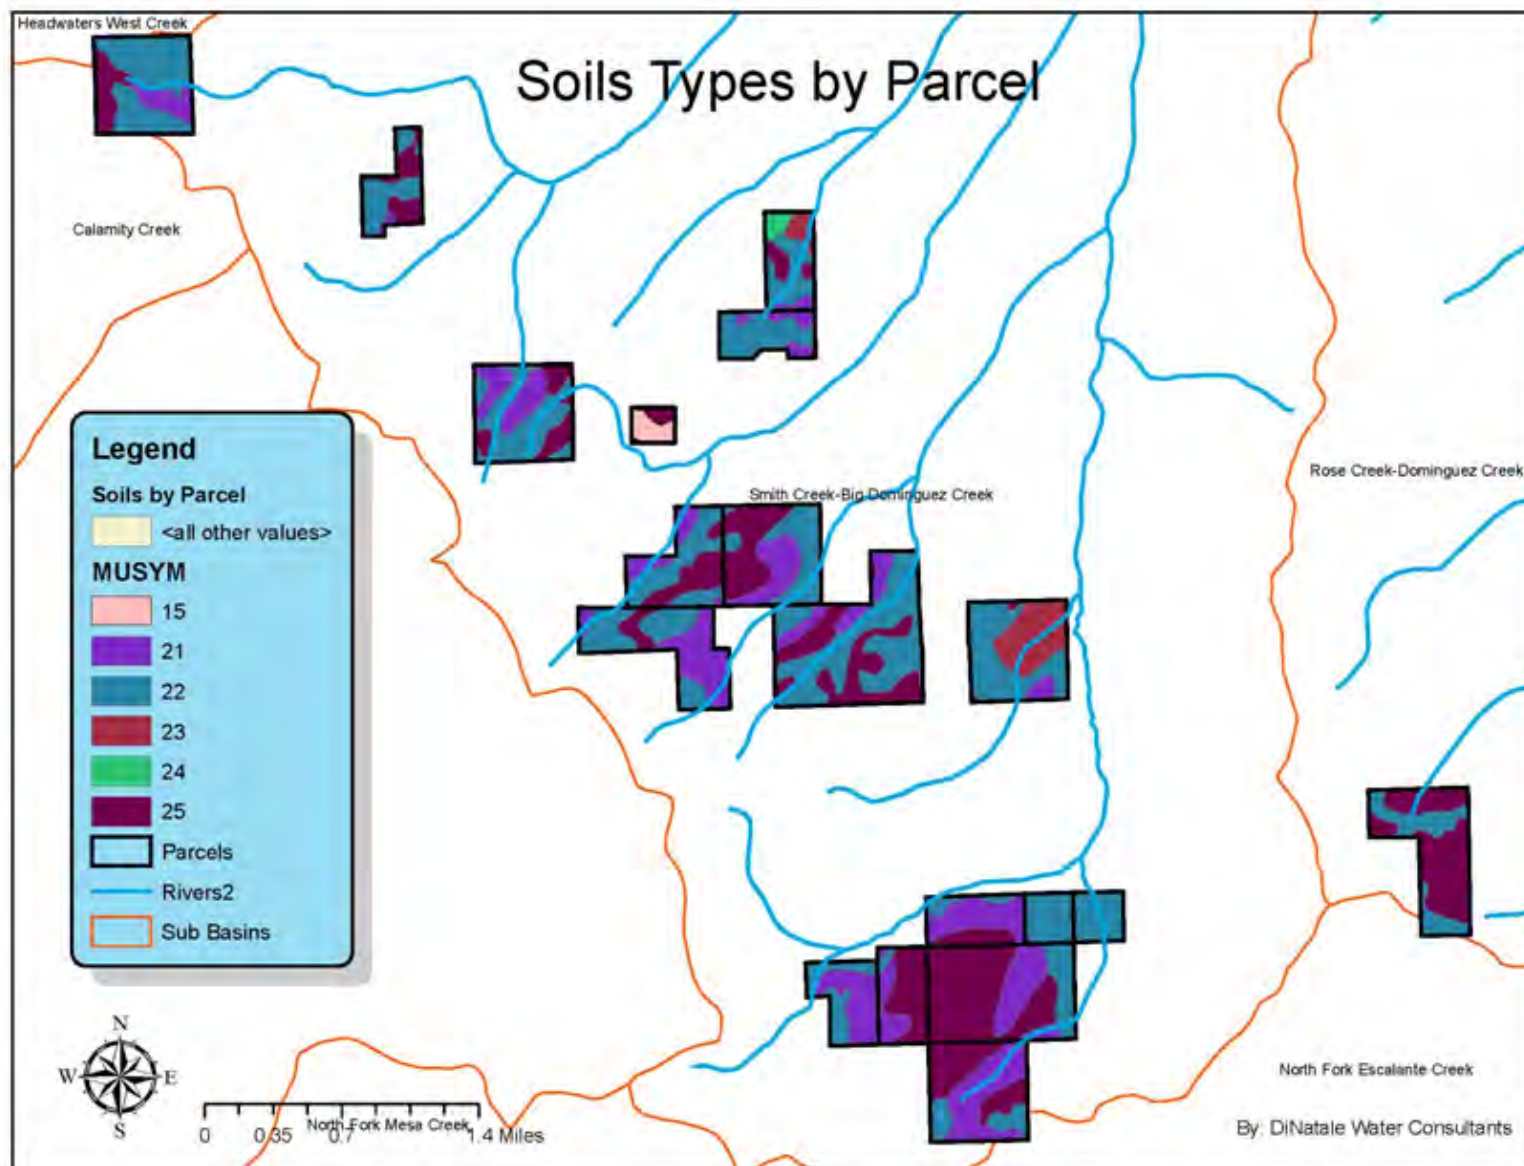 Headwaters West Creek
Soils Types by Parcel
Calamity Creek
Rose Creek-Dominguez Creek
Smith Creek-Big Dominguez Creek
Legend
Soils by Parcel
<all other values>
MUSYM
15
21
22
23
24
25
Parcels
Rivers2
Sub Basins
N
W E
S
North Fork Escalante Creek
North Fork Mesa Creek
0 0.35 0.7 1.4 Miles
By: DiNatale Water Consultants